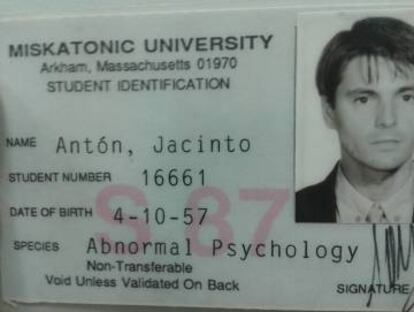 MISKATONIC UNIVERSITY
Arkham, Massachusetts 01970
STUDENT IDENTIFICATION
NAME Antón, Jacinto
STUDENT NUMBER 16661
DATE OF BIRTH 4-10-57
S 87
SPECIES Abnormal Psychology
Non-Transferable
Void Unless Validated On Back
SIGNATURE